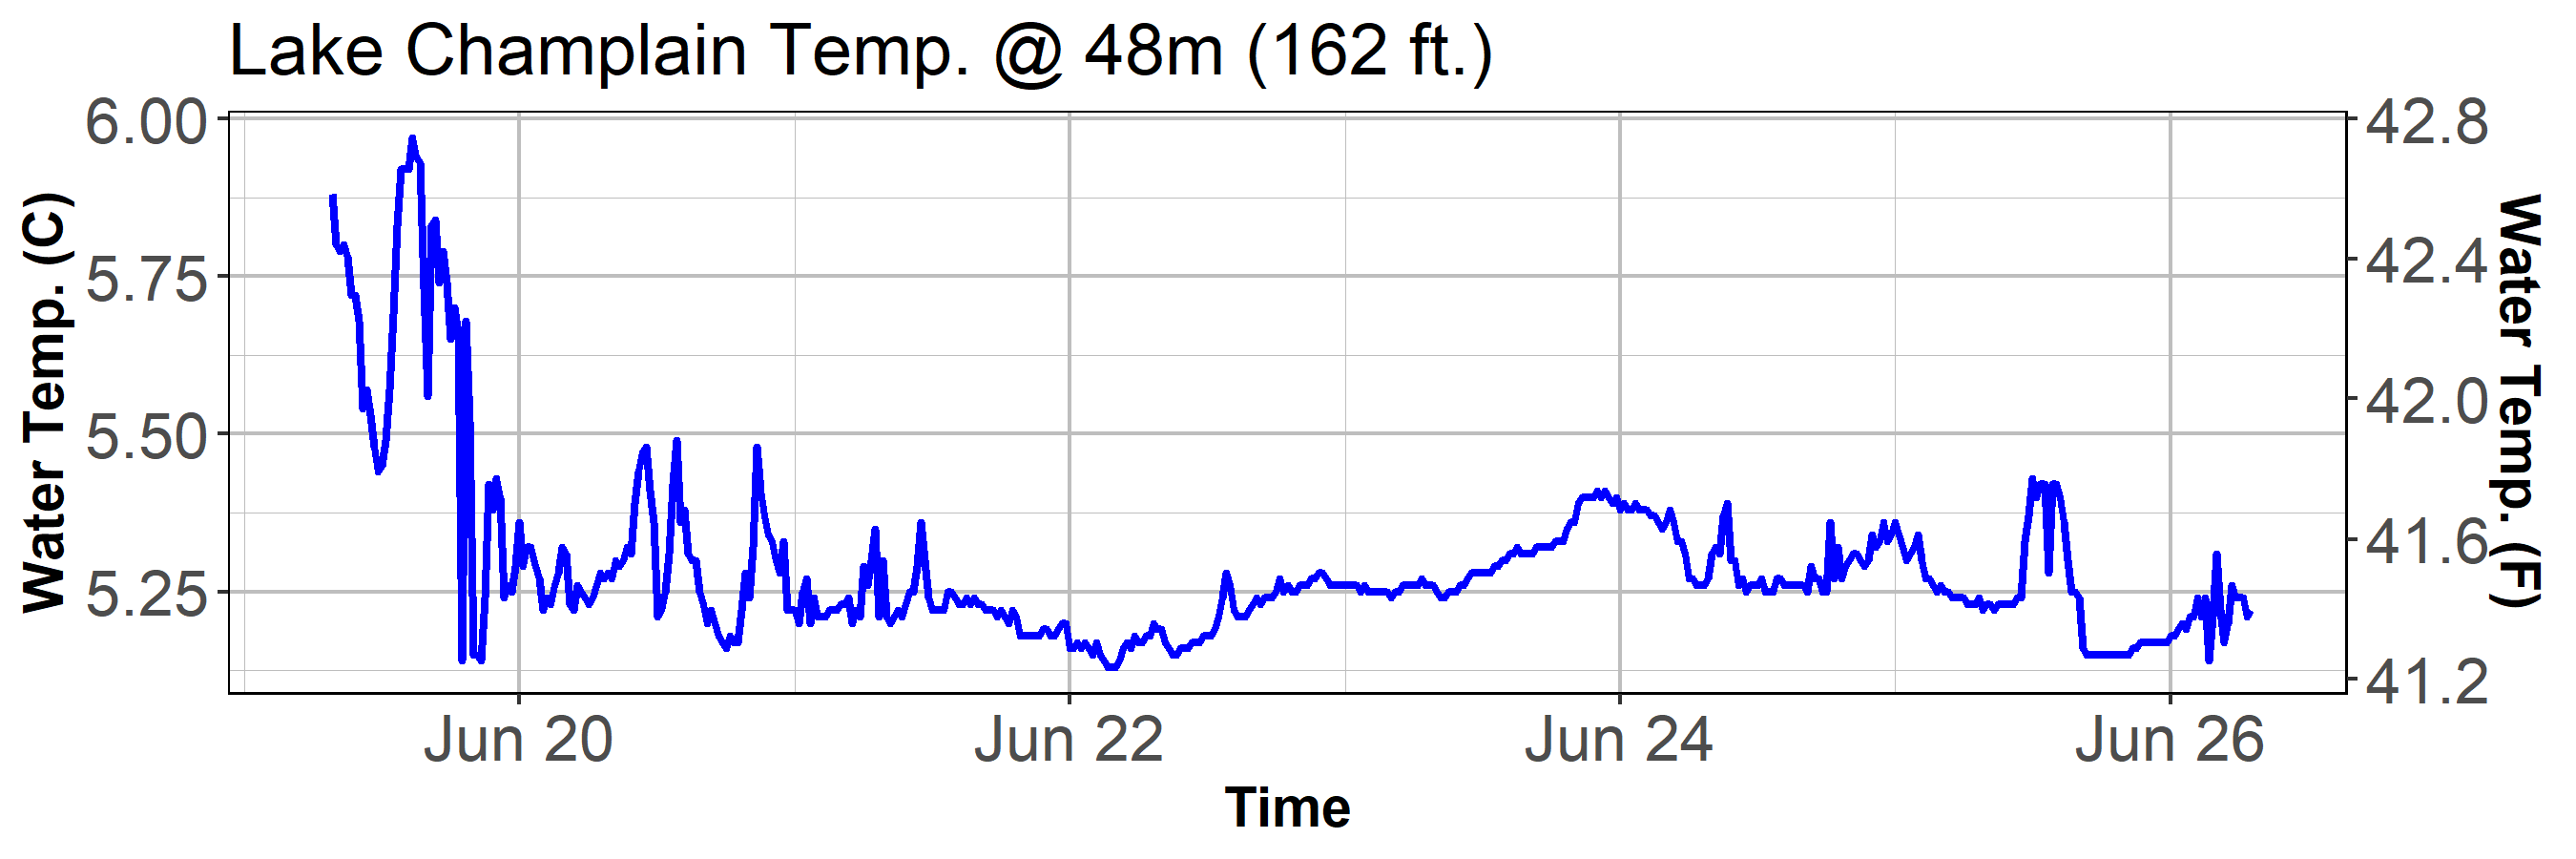 Lake Champlain Temp. @ 48m (162 ft.)
6.00
5.75
5.50
5.25
Water Temp. (C)
42.8
42.4
42.0
41.6
41.2
Water Temp. (F)
Jun 20
Jun 22
Jun 24
Jun 26
Time